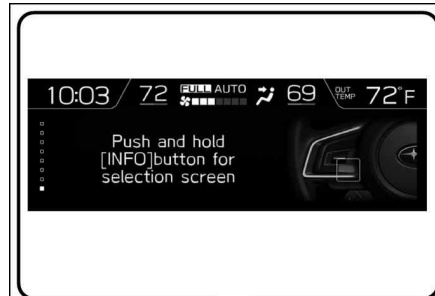 10:03 72 FULL AUTO 69 OUT TEMP 72°F
Push and hold
[INFO]button for
selection screen